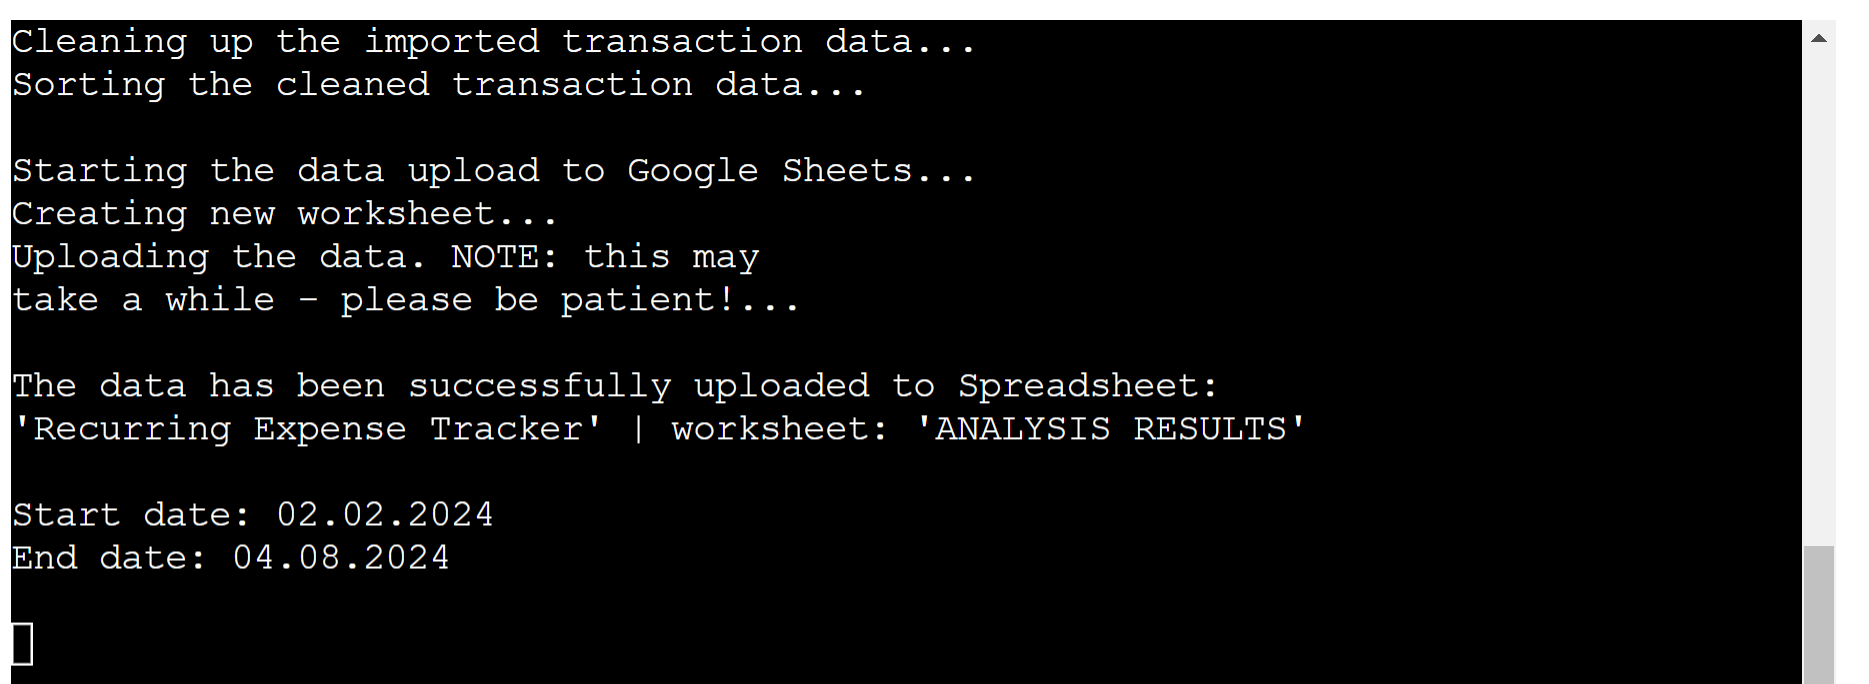 Cleaning up the imported transaction data...
Sorting the cleaned transaction data...
Starting the data upload to Google Sheets...
Creating new worksheet...
Uploading the data. NOTE: this may
take a while - please be patient!...
The data has been successfully uploaded to Spreadsheet:
'Recurring Expense Tracker' | worksheet: 'ANALYSIS RESULTS'
Start date: 02.02.2024
End date: 04.08.2024